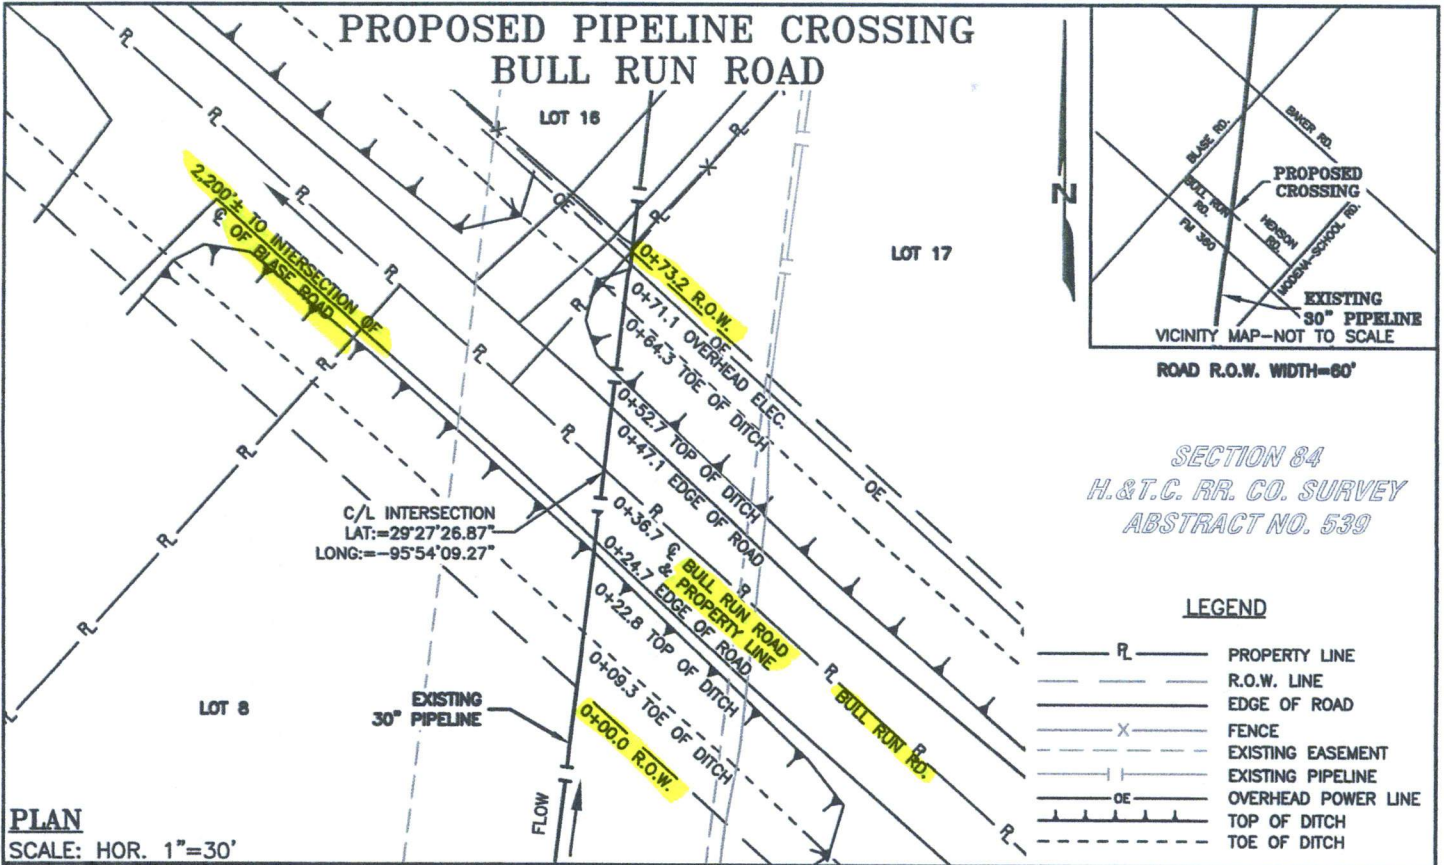 PROPOSED PIPELINE CROSSING
BULL RUN ROAD
LOT 16
LOT 17
LOT 8
2,200'± TO INTERSECTION OF
℄ OF BLASE ROAD
0+73.2 R.O.W.
OE
0+71.1 OVERHEAD ELEC.
0+64.3 TOE OF DITCH
0+52.7 TOP OF DITCH
0+47.1 EDGE OF ROAD
0+36.7 ℄ BULL RUN ROAD
& PROPERTY LINE
0+24.7 EDGE OF ROAD
0+22.8 TOP OF DITCH
0+09.3 TOE OF DITCH
0+00.0 R.O.W.
BULL RUN RD.
OE
OE
C/L INTERSECTION
LAT:=29°27'26.87"
LONG:=-95°54'09.27"
EXISTING
30" PIPELINE
FLOW
PLAN
SCALE: HOR. 1"=30'
N
BLASE RD.
BAKER RD.
BULL RUN
RD.
FM 360
HENSON
RD.
MODENA-SCHOOL RD.
PROPOSED
CROSSING
EXISTING
30" PIPELINE
VICINITY MAP-NOT TO SCALE
ROAD R.O.W. WIDTH=60'
SECTION 84
H.&T.C. RR. CO. SURVEY
ABSTRACT NO. 539
LEGEND
PL PROPERTY LINE
R.O.W. LINE
EDGE OF ROAD
X FENCE
EXISTING EASEMENT
EXISTING PIPELINE
OE OVERHEAD POWER LINE
TOP OF DITCH
TOE OF DITCH